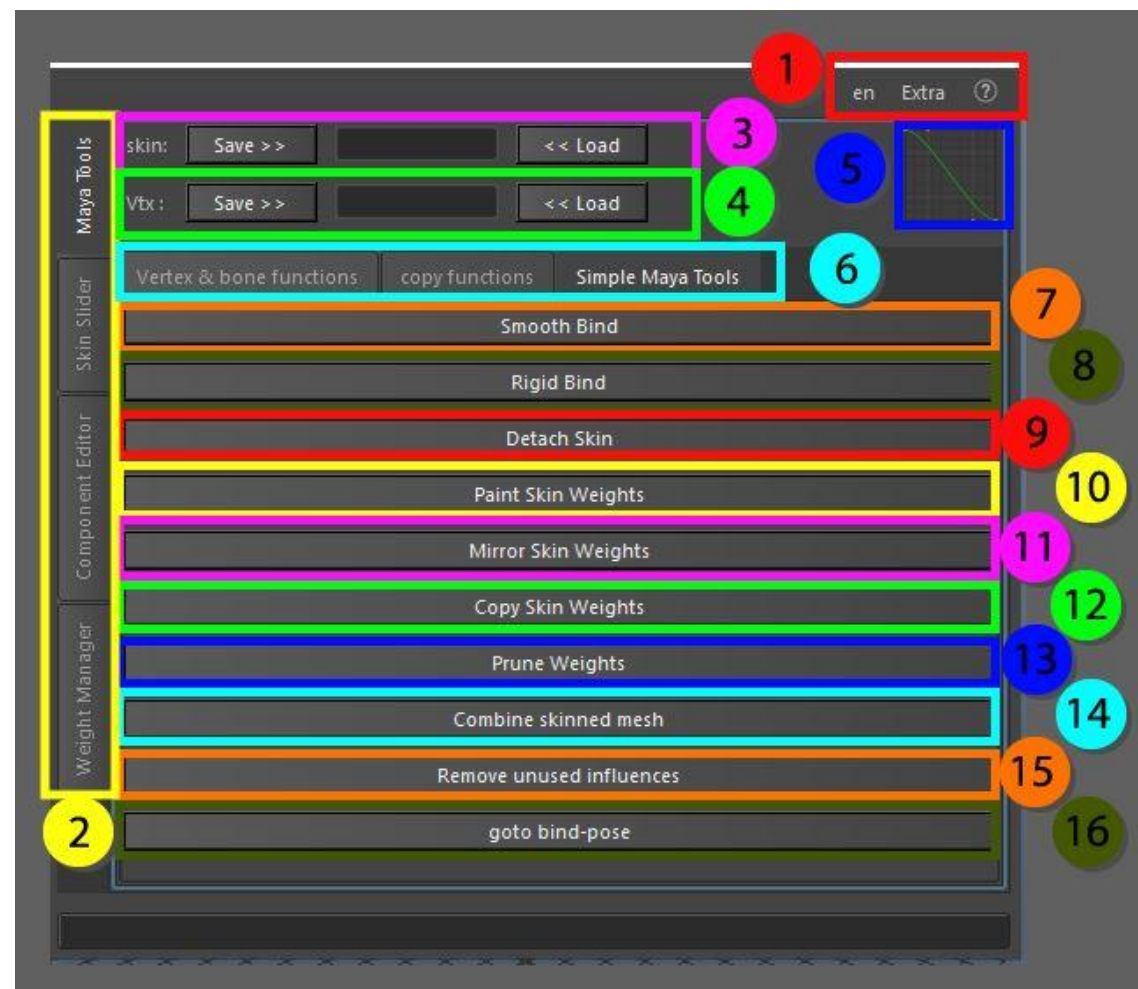 1
en Extra ?
3
skin: Save >> << Load
5
4
Vtx : Save >> << Load
Maya Tools
Skin Slider
Component Editor
Weight Manager
2
6
Vertex & bone functions copy functions Simple Maya Tools
7
Smooth Bind
8
Rigid Bind
9
Detach Skin
10
Paint Skin Weights
11
Mirror Skin Weights
12
Copy Skin Weights
13
Prune Weights
14
Combine skinned mesh
15
Remove unused influences
16
goto bind-pose